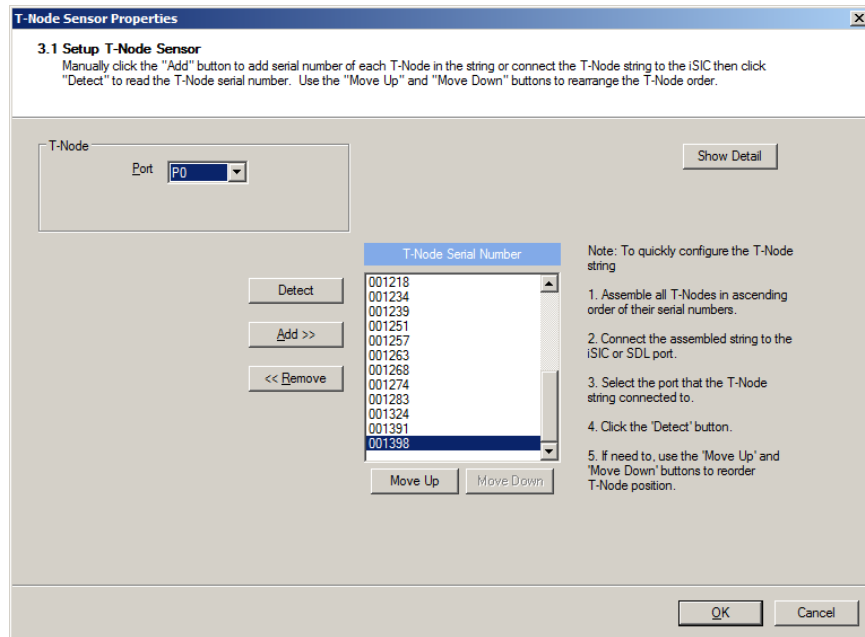 T-Node Sensor Properties
3.1 Setup T-Node Sensor
Manually click the "Add" button to add serial number of each T-Node in the string or connect the T-Node string to the iSIC then click
"Detect" to read the T-Node serial number. Use the "Move Up" and "Move Down" buttons to rearrange the T-Node order.
T-Node
Port P0
Show Detail
Detect
Add >>
<< Remove
T-Node Serial Number
001218
001234
001239
001251
001257
001263
001268
001274
001283
001324
001391
001398
Move Up
Move Down
Note: To quickly configure the T-Node
string
1. Assemble all T-Nodes in ascending
order of their serial numbers.
2. Connect the assembled string to the
iSIC or SDL port.
3. Select the port that the T-Node
string connected to.
4. Click the 'Detect' button.
5. If need to, use the 'Move Up' and
'Move Down' buttons to reorder
T-Node position.
OK
Cancel